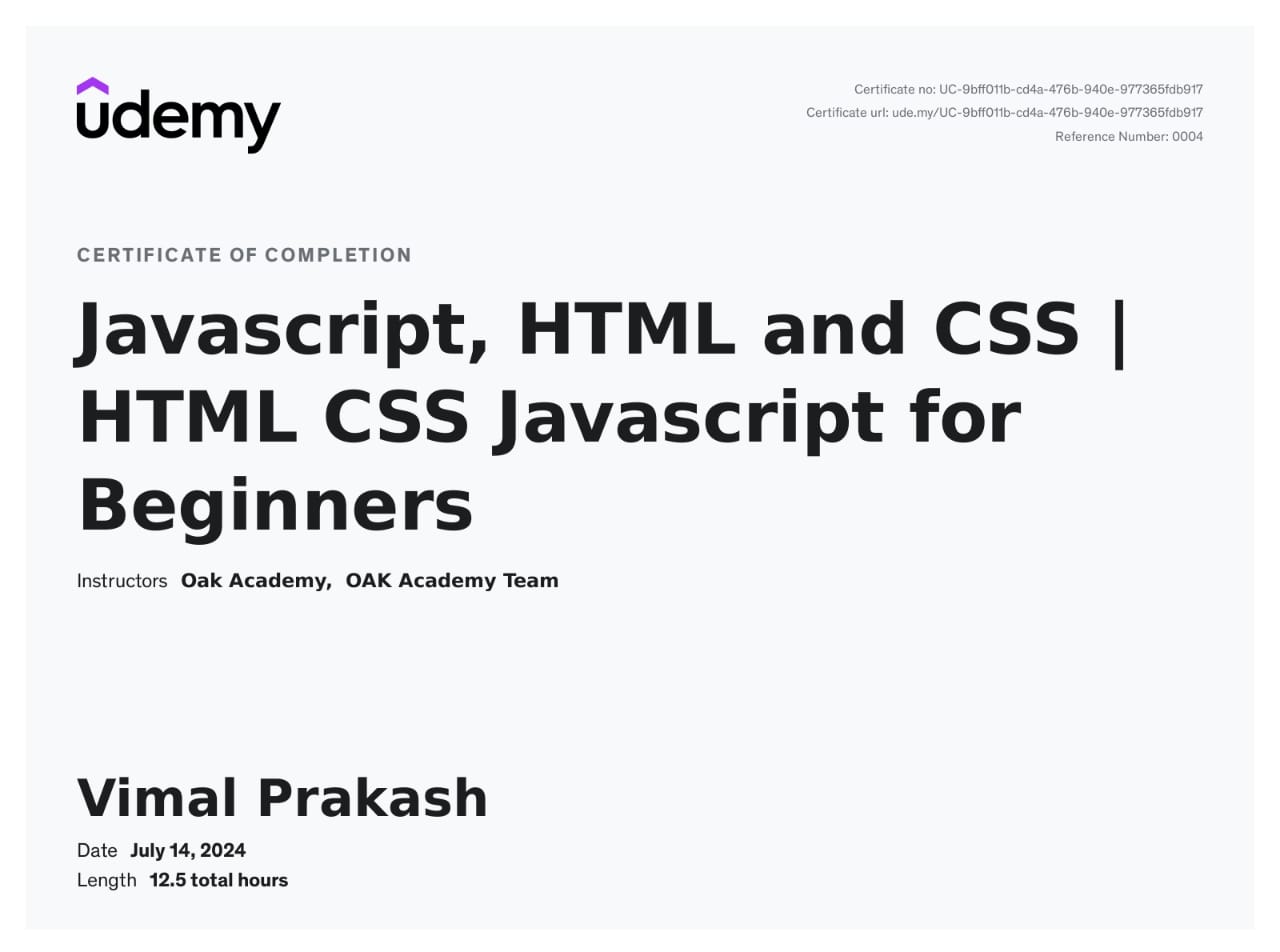 udemy
Certificate no: UC-9bff011b-cd4a-476b-940e-977365fdb917
Certificate url: ude.my/UC-9bff011b-cd4a-476b-940e-977365fdb917
Reference Number: 0004
CERTIFICATE OF COMPLETION
Javascript, HTML and CSS |
HTML CSS Javascript for
Beginners
Instructors Oak Academy, OAK Academy Team
Vimal Prakash
Date July 14, 2024
Length 12.5 total hours